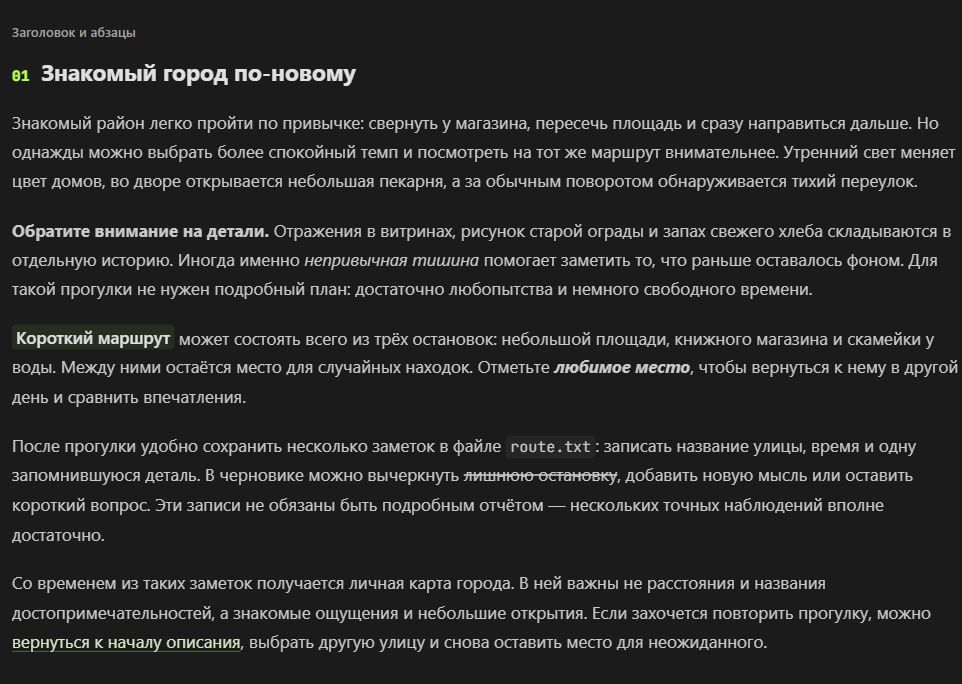 Заголовок и абзацы
01 Знакомый город по-новому
Знакомый район легко пройти по привычке: свернуть у магазина, пересечь площадь и сразу направиться дальше. Но
однажды можно выбрать более спокойный темп и посмотреть на тот же маршрут внимательнее. Утренний свет меняет
цвет домов, во дворе открывается небольшая пекарня, а за обычным поворотом обнаруживается тихий переулок.
Обратите внимание на детали. Отражения в витринах, рисунок старой ограды и запах свежего хлеба складываются в
отдельную историю. Иногда именно непривычная тишина помогает заметить то, что раньше оставалось фоном. Для
такой прогулки не нужен подробный план: достаточно любопытства и немного свободного времени.
Короткий маршрут может состоять всего из трёх остановок: небольшой площади, книжного магазина и скамейки у
воды. Между ними остаётся место для случайных находок. Отметьте любимое место, чтобы вернуться к нему в другой
день и сравнить впечатления.
После прогулки удобно сохранить несколько заметок в файле route.txt: записать название улицы, время и одну
запомнившуюся деталь. В черновике можно вычеркнуть лишнюю остановку, добавить новую мысль или оставить
короткий вопрос. Эти записи не обязаны быть подробным отчётом — нескольких точных наблюдений вполне
достаточно.
Со временем из таких заметок получается личная карта города. В ней важны не расстояния и названия
достопримечательностей, а знакомые ощущения и небольшие открытия. Если захочется повторить прогулку, можно
вернуться к началу описания, выбрать другую улицу и снова оставить место для неожиданного.